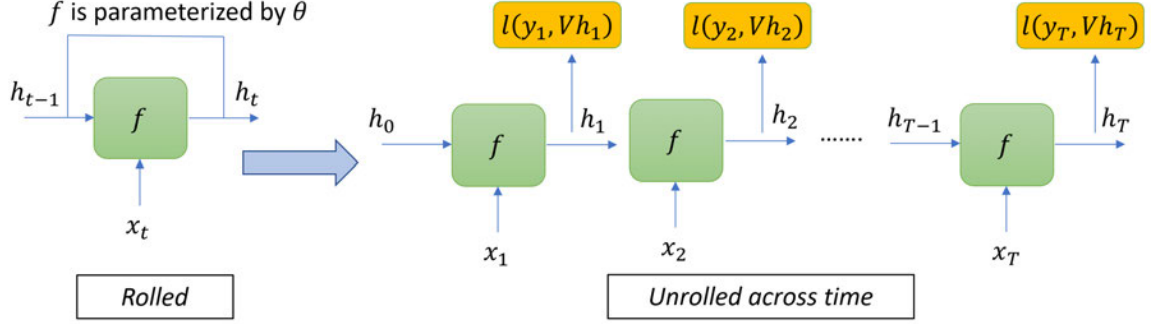 f is parameterized by θ
h_{t-1}
f
h_t
x_t
Rolled
l(y_1, Vh_1)
l(y_2, Vh_2)
l(y_T, Vh_T)
h_0
f
h_1
f
h_2
.......
h_{T-1}
f
h_T
x_1
x_2
x_T
Unrolled across time